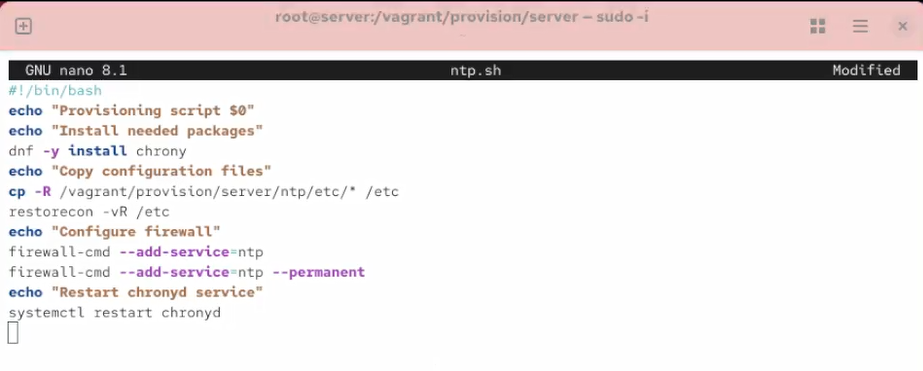 root@server:/vagrant/provision/server — sudo -i
GNU nano 8.1 ntp.sh Modified
#!/bin/bash
echo "Provisioning script $0"
echo "Install needed packages"
dnf -y install chrony
echo "Copy configuration files"
cp -R /vagrant/provision/server/ntp/etc/* /etc
restorecon -vR /etc
echo "Configure firewall"
firewall-cmd --add-service=ntp
firewall-cmd --add-service=ntp --permanent
echo "Restart chronyd service"
systemctl restart chronyd